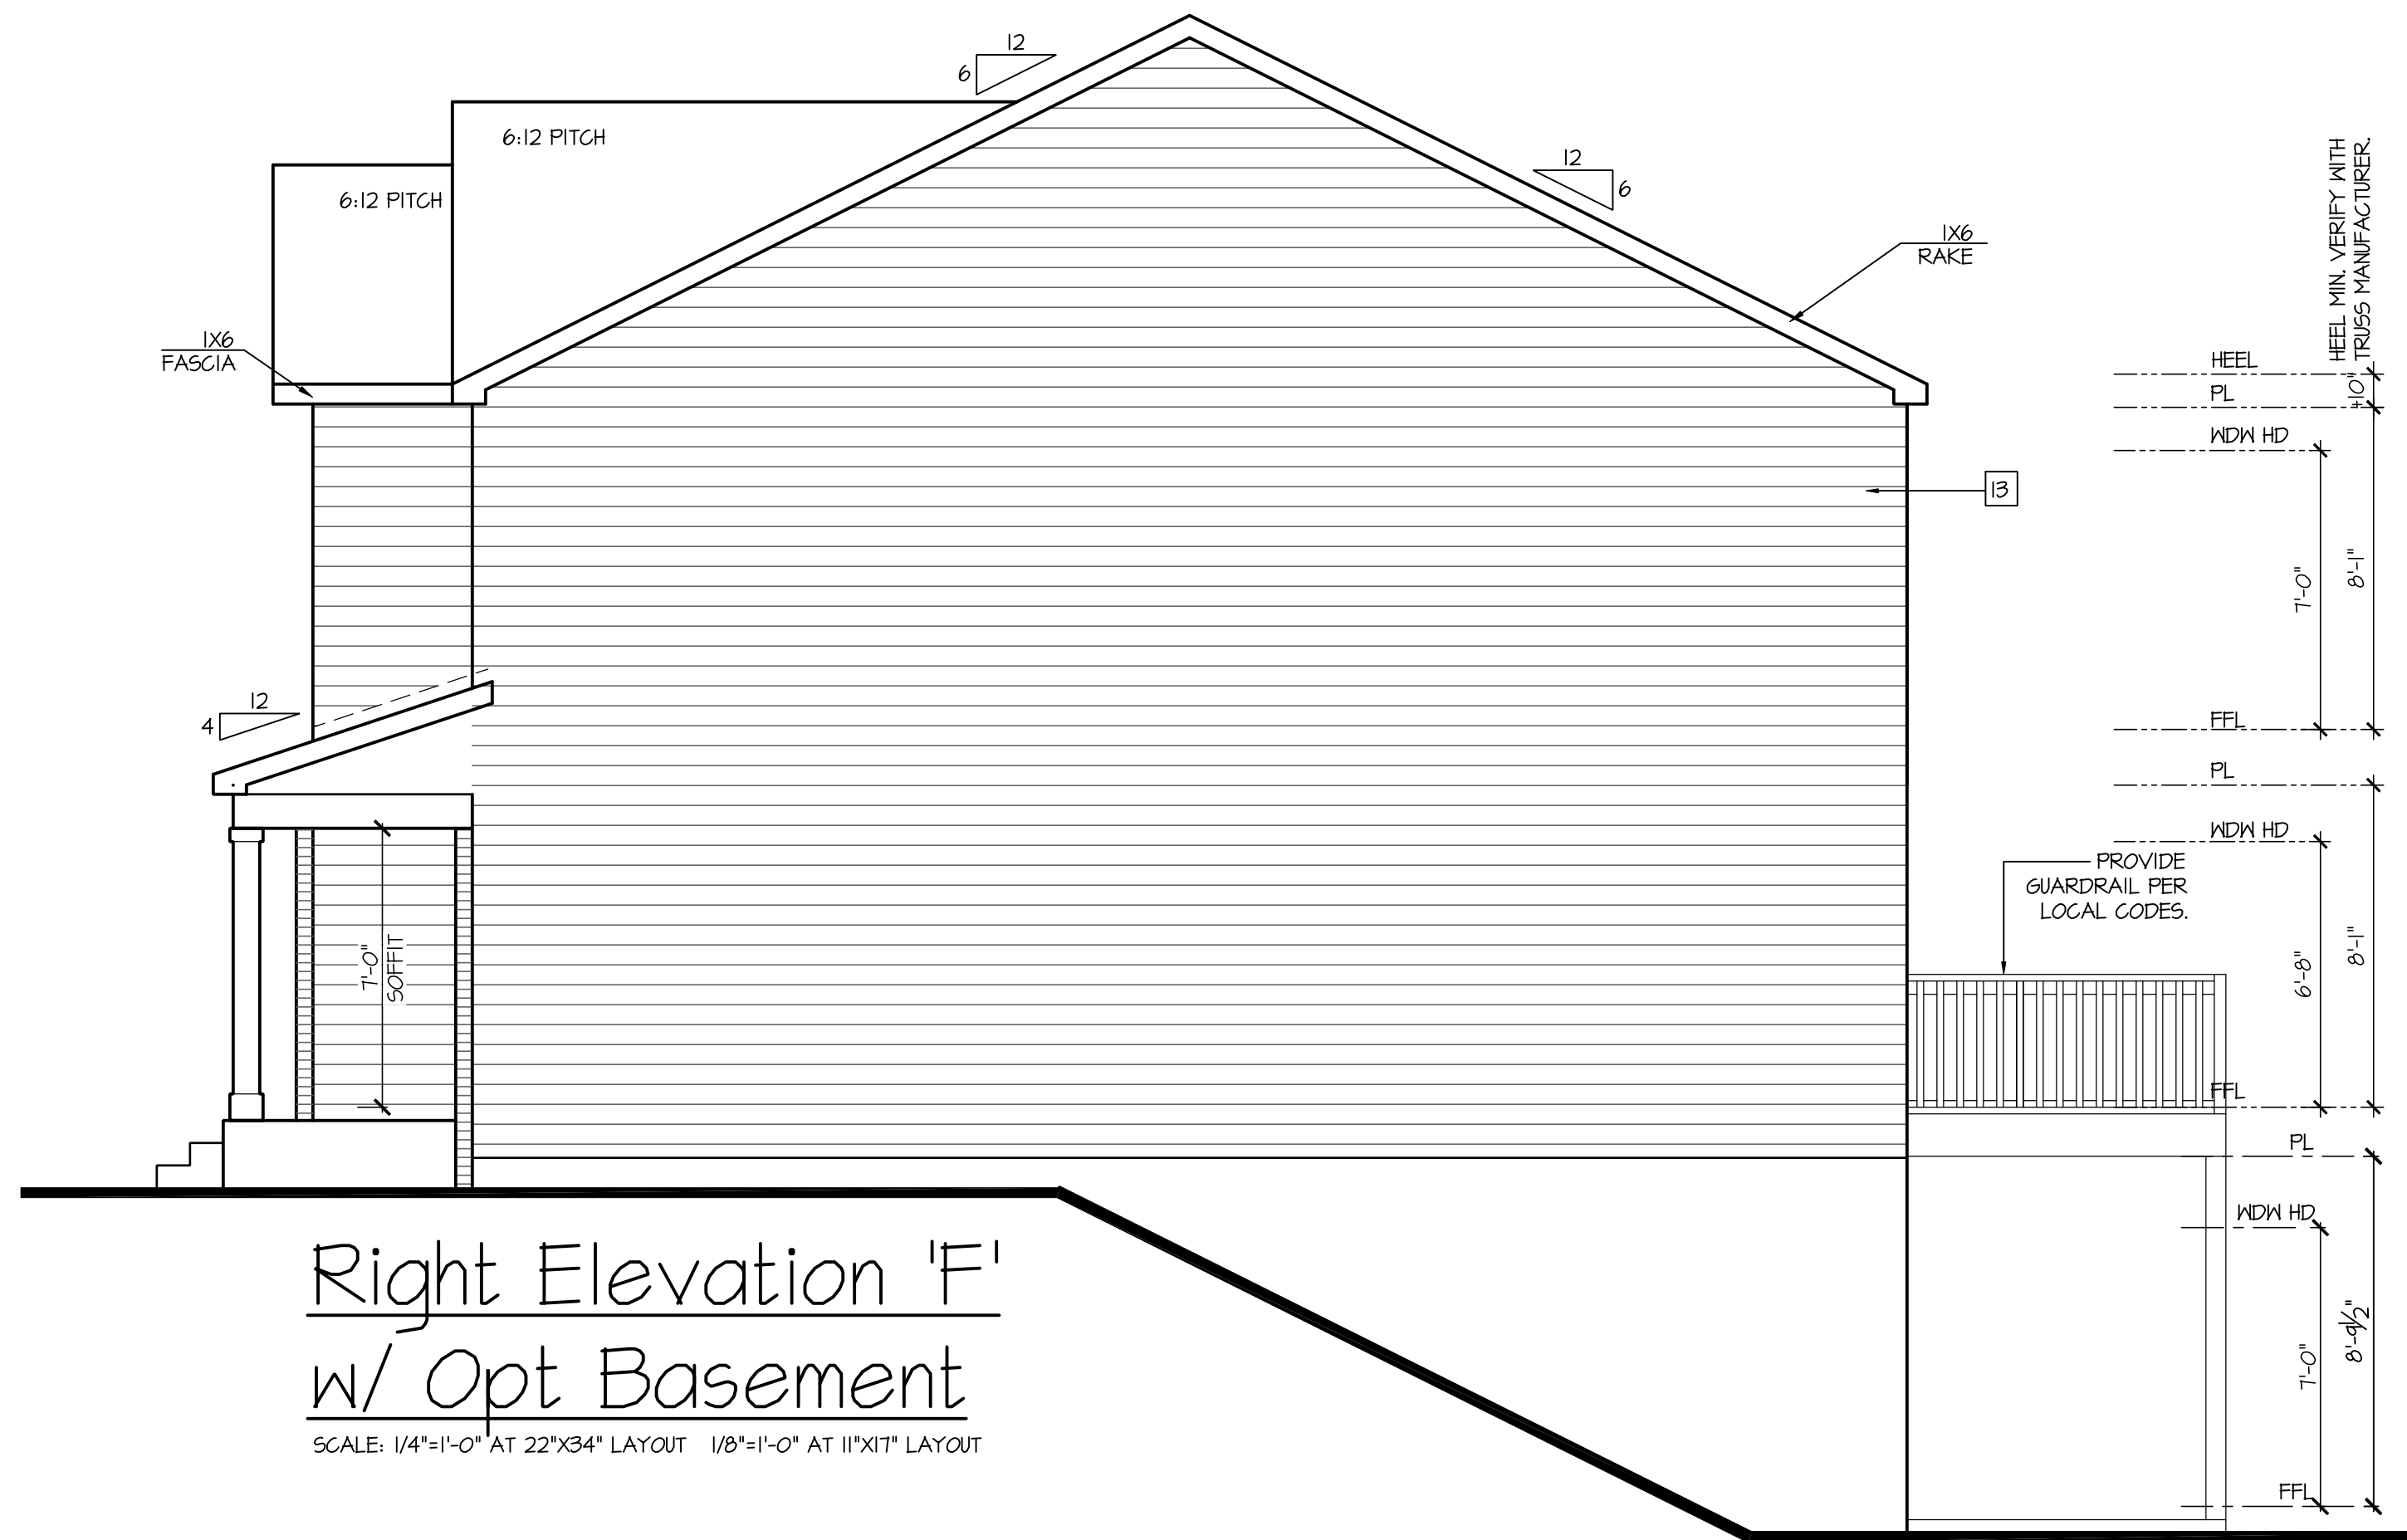 12
6
6:12 PITCH
6:12 PITCH
12
6
1X6
RAKE
1X6
FASCIA
HEEL MIN. VERIFY WITH
TRUSS MANUFACTURER.
HEEL
+10"
PL
WDW HD
13
7'-0"
8'-1"
12
4
FFL
PL
WDW HD
PROVIDE
GUARDRAIL PER
LOCAL CODES.
7'-0"
SOFFIT
6'-8"
8'-1"
FFL
PL
WDW HD
7'-0"
8'-9½"
FFL
Right Elevation 'F'
w/ Opt Basement
SCALE: 1/4"=1'-0" AT 22"X34" LAYOUT 1/8"=1'-0" AT 11"X17" LAYOUT